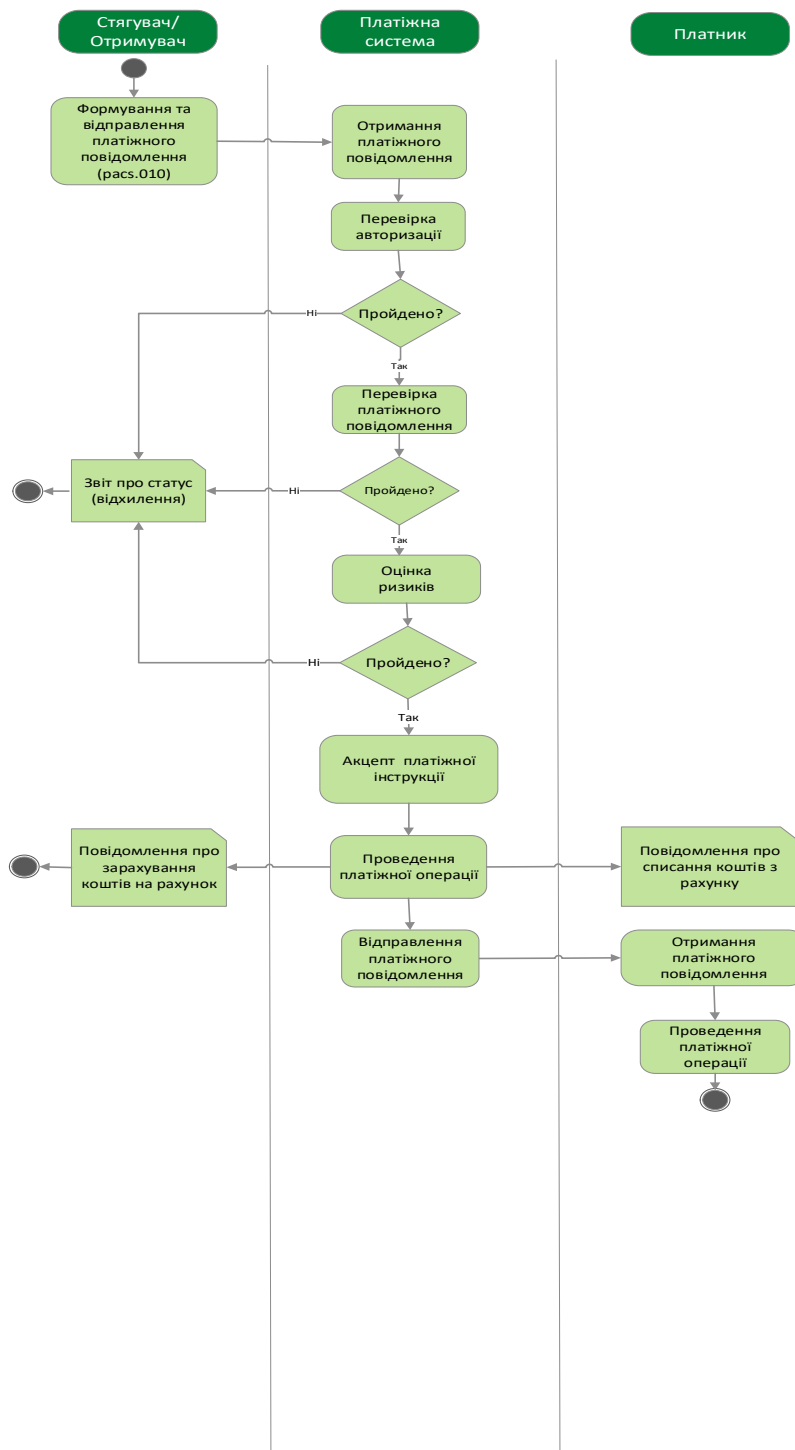 Стягувач/
Отримувач
Платіжна
система
Платник
Формування та
відправлення
платіжного
повідомлення
(pacs.010)
Отримання
платіжного
повідомлення
Перевірка
авторизації
Пройдено?
Ні
Так
Перевірка
платіжного
повідомлення
Звіт про статус
(відхилення)
Ні
Пройдено?
Так
Оцінка
ризиків
Ні
Пройдено?
Так
Акцепт платіжної
інструкції
Повідомлення про
зарахування
коштів на рахунок
Проведення
платіжної операції
Повідомлення про
списання коштів з
рахунку
Відправлення
платіжного
повідомлення
Отримання
платіжного
повідомлення
Проведення
платіжної
операції